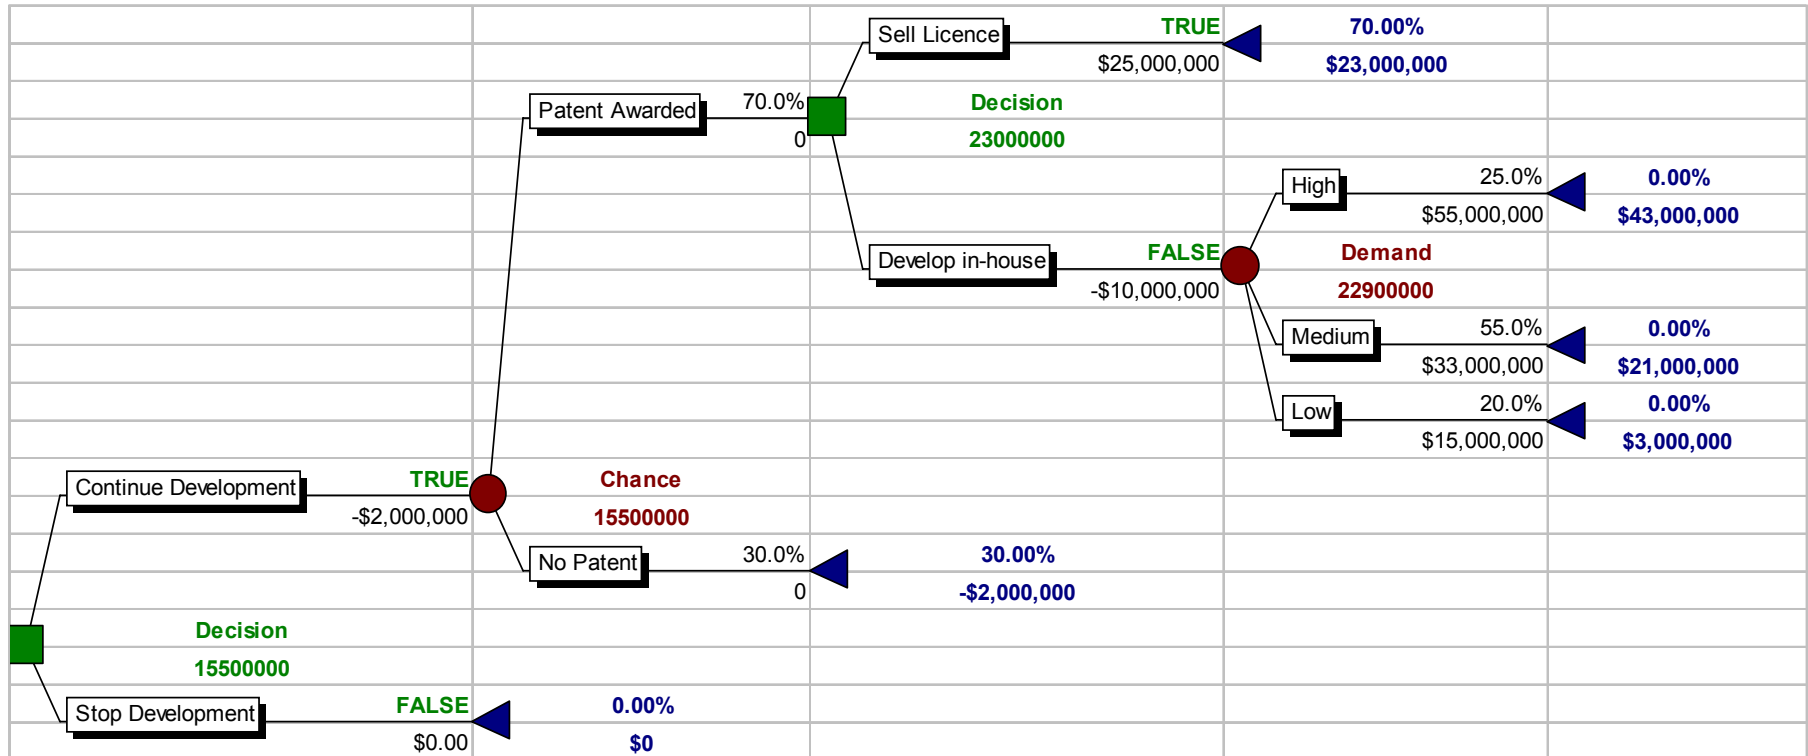 Sell Licence TRUE 70.00%
$25,000,000 $23,000,000
Patent Awarded 70.0% Decision
0 23000000
High 25.0% 0.00%
$55,000,000 $43,000,000
Develop in-house FALSE Demand
-$10,000,000 22900000
Medium 55.0% 0.00%
$33,000,000 $21,000,000
Low 20.0% 0.00%
$15,000,000 $3,000,000
Continue Development TRUE Chance
-$2,000,000 15500000
No Patent 30.0% 30.00%
0 -$2,000,000
Decision
15500000
Stop Development FALSE 0.00%
$0.00 $0